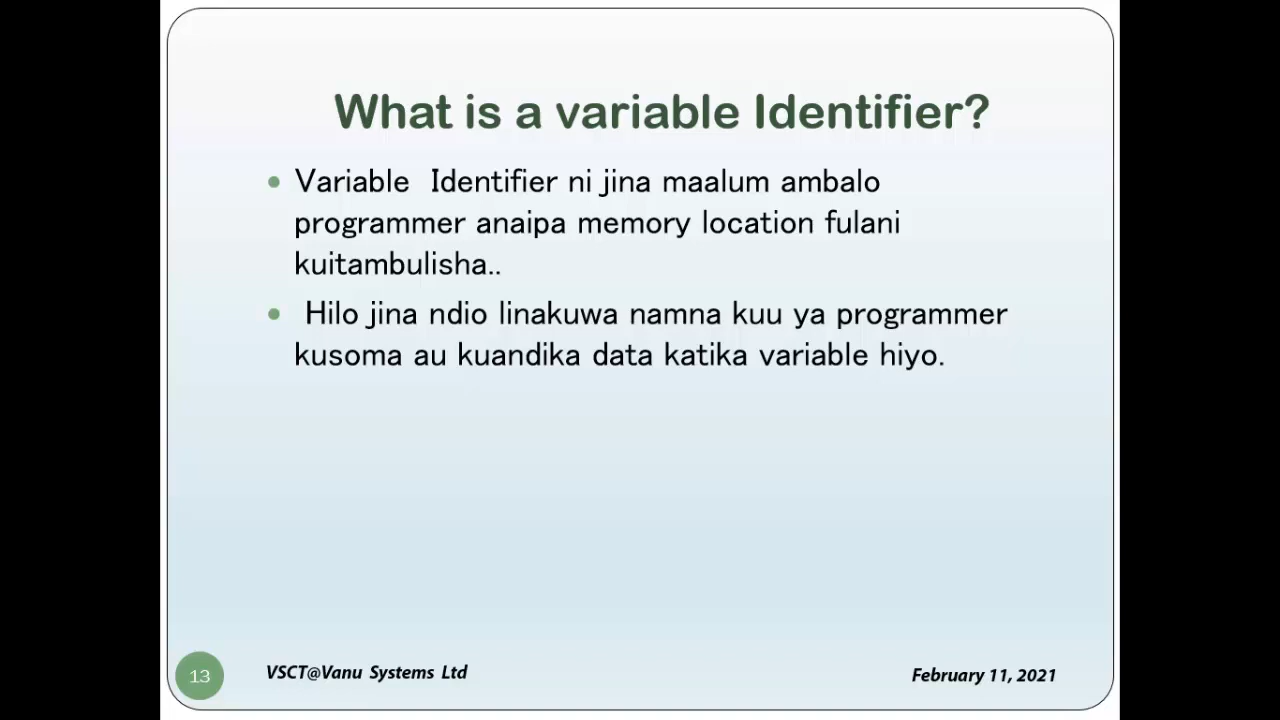 What is a variable Identifier?
Variable Identifier ni jina maalum ambalo
programmer anaipa memory location fulani
kuitambulisha..
Hilo jina ndio linakuwa namna kuu ya programmer
kusoma au kuandika data katika variable hiyo.
13
VSCT@Vanu Systems Ltd
February 11, 2021